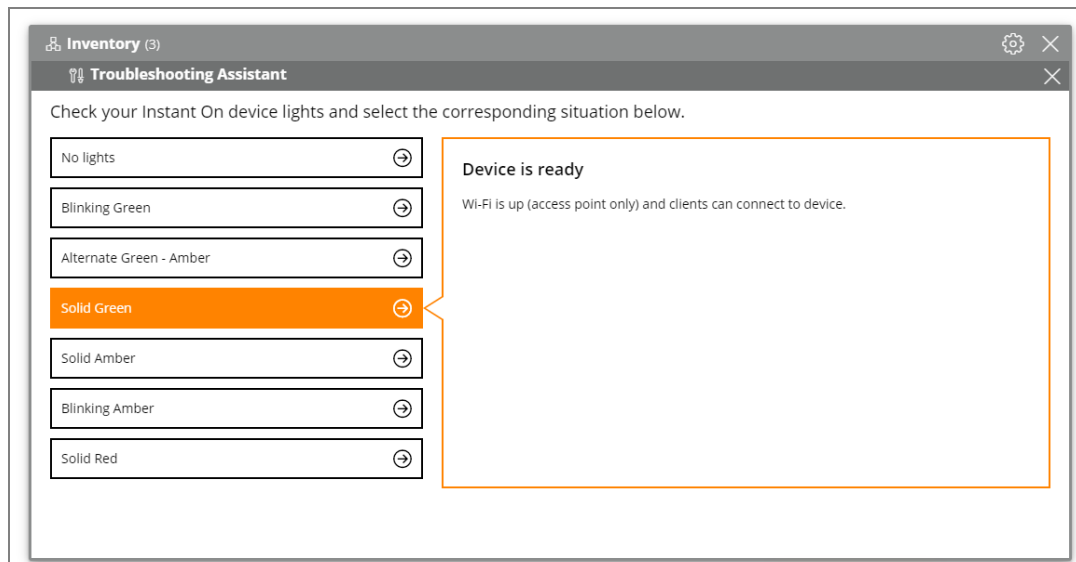 Inventory (3)
Troubleshooting Assistant
Check your Instant On device lights and select the corresponding situation below.
No lights
Blinking Green
Alternate Green - Amber
Solid Green
Solid Amber
Blinking Amber
Solid Red
Device is ready
Wi-Fi is up (access point only) and clients can connect to device.